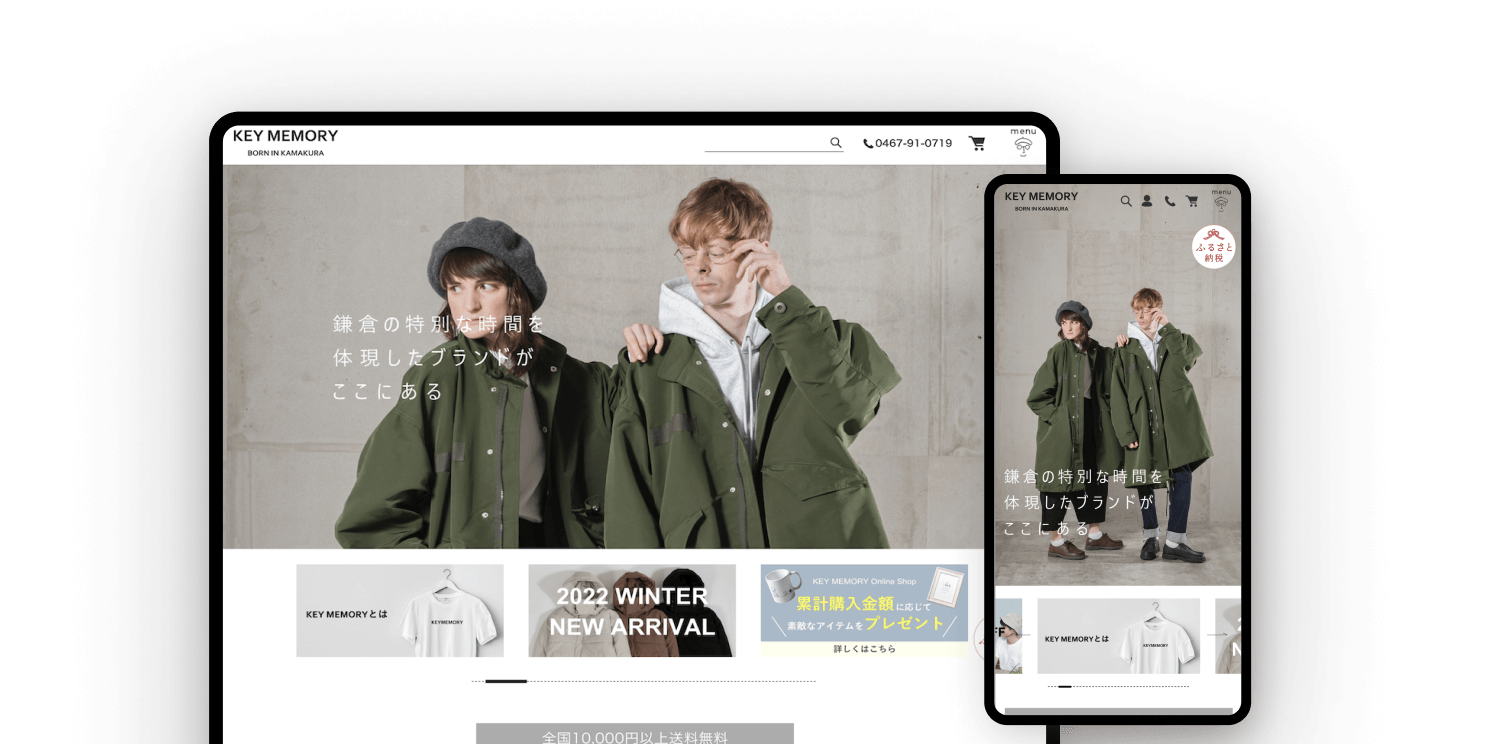 KEY MEMORY
BORN IN KAMAKURA
0467-91-0719
menu
鎌倉の特別な時間を
体現したブランドが
ここにある
KEY MEMORYとは
KEYMEMORY
2022 WINTER
NEW ARRIVAL
KEY MEMORY Online Shop
累計購入金額に応じて
素敵なアイテムをプレゼント
詳しくはこちら
全国10,000円以上送料無料
KEY MEMORY
BORN IN KAMAKURA
menu
ふるさと
納税
鎌倉の特別な時間を
体現したブランドが
ここにある
KEY MEMORYとは
KEYMEMORY